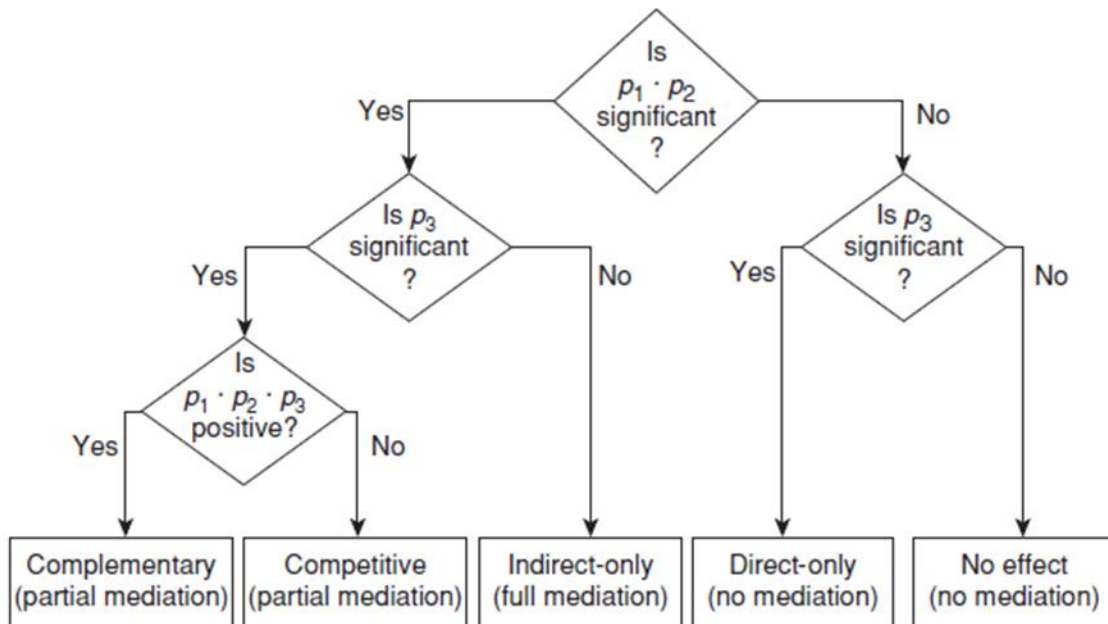 Is
p₁ · p₂
significant
?
Yes
No
Is p₃
significant
?
Is p₃
significant
?
Yes
No
Yes
No
Is
p₁ · p₂ · p₃
positive?
Yes
No
Complementary
(partial mediation)
Competitive
(partial mediation)
Indirect-only
(full mediation)
Direct-only
(no mediation)
No effect
(no mediation)